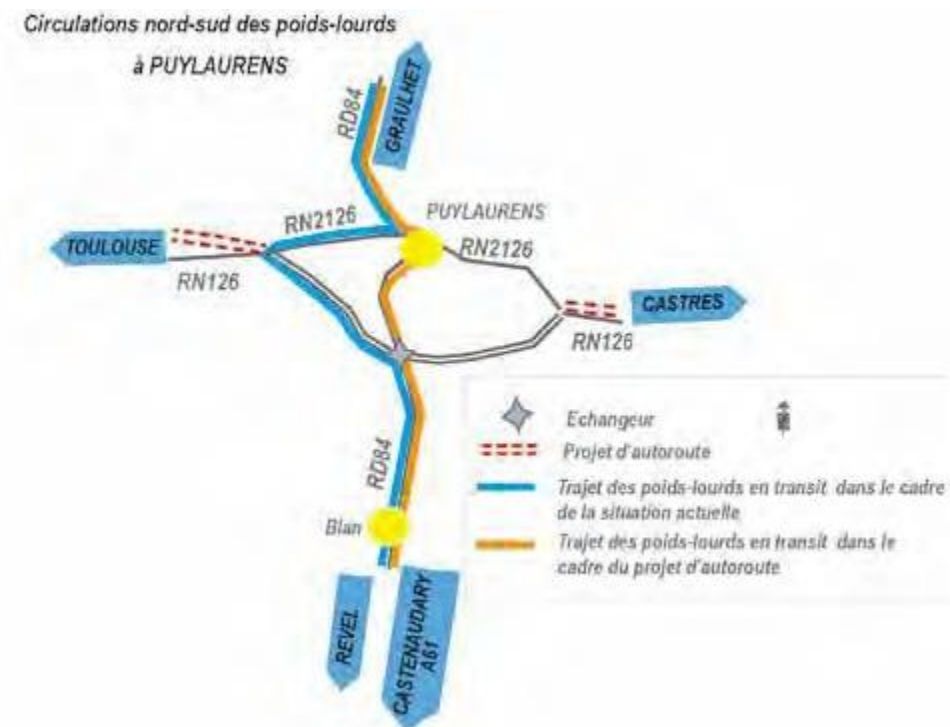 Circulations nord-sud des poids-lourds
à PUYLAURENS
RD84
GRAULHET
RN2126
PUYLAURENS
TOULOUSE
RN2126
RN126
CASTRES
RN126
Echangeur
Projet d'autoroute
RD84
Trajet des poids-lourds en transit dans le cadre
de la situation actuelle
Blan
Trajet des poids-lourds en transit dans le
cadre du projet d'autoroute
REVEL
CASTENAUDARY
A61